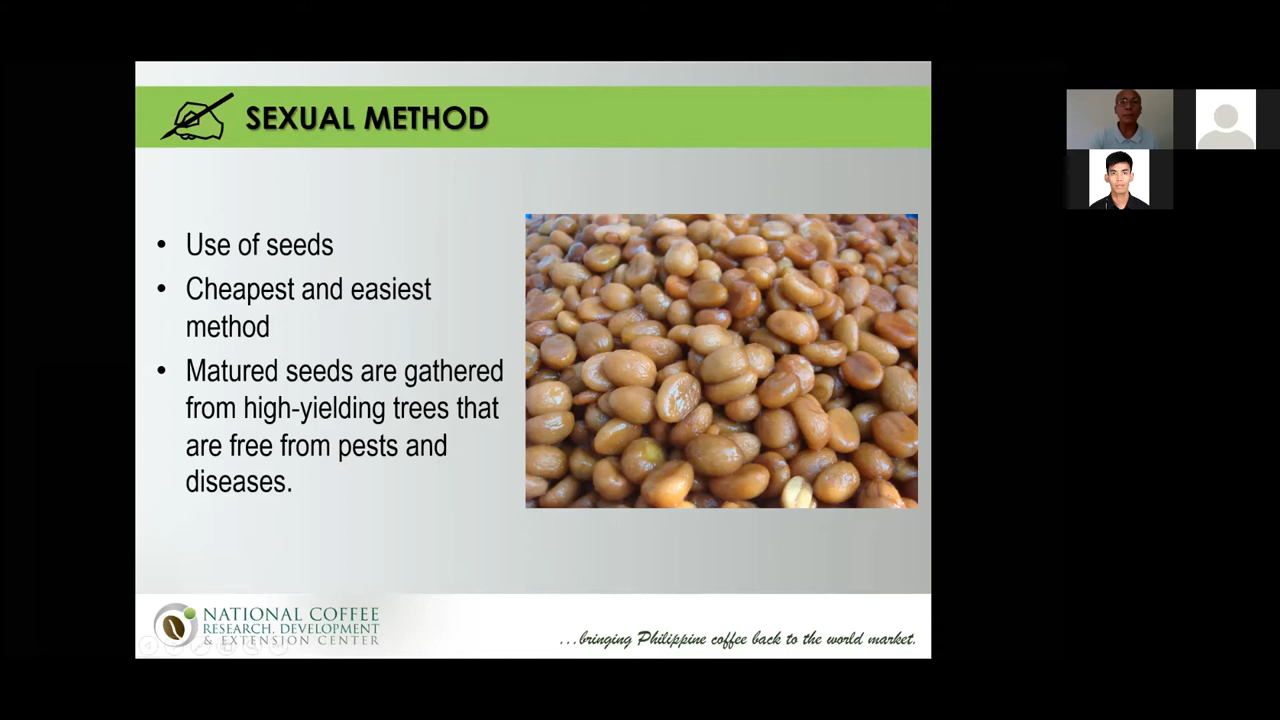 SEXUAL METHOD
• Use of seeds
• Cheapest and easiest
method
• Matured seeds are gathered
from high-yielding trees that
are free from pests and
diseases.
NATIONAL COFFEE
RESEARCH, DEVELOPMENT
& EXTENSION CENTER
...bringing Philippine coffee back to the world market.